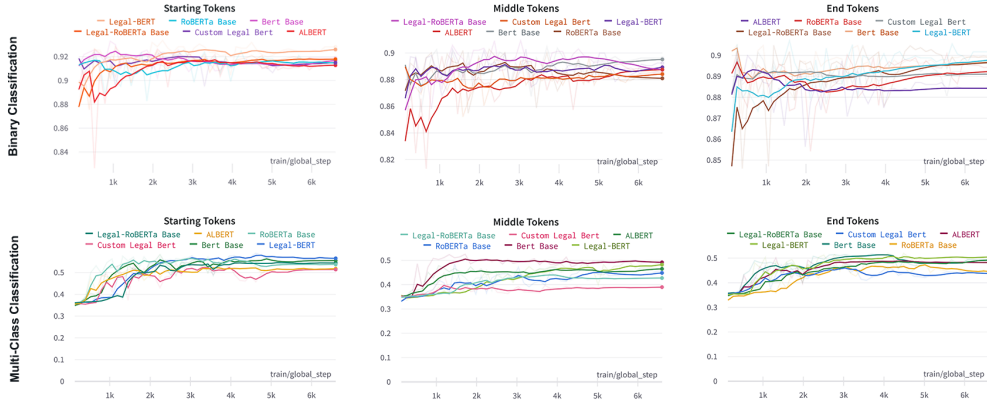 Binary Classification
Starting Tokens
Legal-BERT RoBERTa Base Bert Base
Legal-RoBERTa Base Custom Legal Bert ALBERT
0.92
0.9
0.88
0.86
0.84
train/global_step
1k 2k 3k 4k 5k 6k
Middle Tokens
Legal-RoBERTa Base Custom Legal Bert Legal-BERT
ALBERT Bert Base RoBERTa Base
0.9
0.88
0.86
0.84
0.82
train/global_step
1k 2k 3k 4k 5k 6k
End Tokens
ALBERT RoBERTa Base Custom Legal Bert
Legal-RoBERTa Base Bert Base Legal-BERT
0.9
0.89
0.88
0.87
0.86
0.85
train/global_step
1k 2k 3k 4k 5k 6k
Multi-Class Classification
Starting Tokens
Legal-RoBERTa Base ALBERT RoBERTa Base
Custom Legal Bert Bert Base Legal-BERT
0.5
0.4
0.3
0.2
0.1
0
train/global_step
1k 2k 3k 4k 5k 6k
Middle Tokens
Legal-RoBERTa Base Custom Legal Bert ALBERT
RoBERTa Base Bert Base Legal-BERT
0.5
0.4
0.3
0.2
0.1
0
train/global_step
1k 2k 3k 4k 5k 6k
End Tokens
Legal-RoBERTa Base Custom Legal Bert ALBERT
Legal-BERT Bert Base RoBERTa Base
0.5
0.4
0.3
0.2
0.1
0
train/global_step
1k 2k 3k 4k 5k 6k